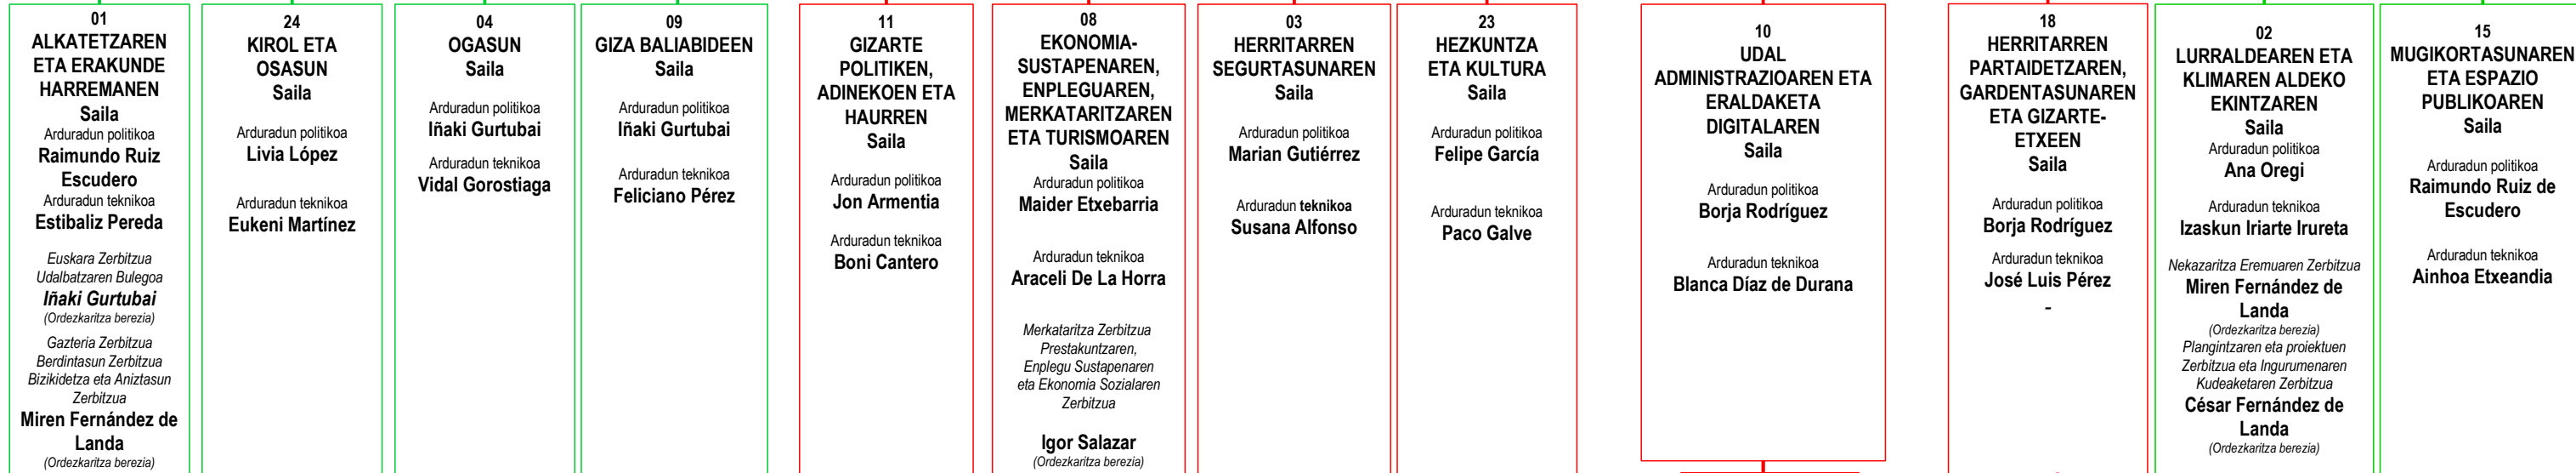 01
ALKATETZAREN
ETA ERAKUNDE
HARREMANEN
Saila
Arduradun politikoa
Raimundo Ruiz
Escudero
Arduradun teknikoa
Estibaliz Pereda
Euskara Zerbitzua
Udalbatzaren Bulegoa
Iñaki Gurtubai
(Ordezkaritza berezia)
Gazteria Zerbitzua
Berdintasun Zerbitzua
Bizikidetza eta Aniztasun
Zerbitzua
Miren Fernández de
Landa
(Ordezkaritza berezia)
24
KIROL ETA
OSASUN
Saila
Arduradun politikoa
Livia López
Arduradun teknikoa
Eukeni Martínez
04
OGASUN
Saila
Arduradun politikoa
Iñaki Gurtubai
Arduradun teknikoa
Vidal Gorostiaga
09
GIZA BALIABIDEEN
Saila
Arduradun politikoa
Iñaki Gurtubai
Arduradun teknikoa
Feliciano Pérez
11
GIZARTE
POLITIKEN,
ADINEKOEN ETA
HAURREN
Saila
Arduradun politikoa
Jon Armentia
Arduradun teknikoa
Boni Cantero
08
EKONOMIA-
SUSTAPENAREN,
ENPLEGUAREN,
MERKATARITZAREN
ETA TURISMOAREN
Saila
Arduradun politikoa
Maider Etxebarria
Arduradun teknikoa
Araceli De La Horra
Merkataritza Zerbitzua
Prestakuntzaren,
Enplegu Sustapenaren
eta Ekonomia Sozialaren
Zerbitzua
Igor Salazar
(Ordezkaritza berezia)
03
HERRITARREN
SEGURTASUNAREN
Saila
Arduradun politikoa
Marian Gutiérrez
Arduradun teknikoa
Susana Alfonso
23
HEZKUNTZA
ETA KULTURA
Saila
Arduradun politikoa
Felipe García
Arduradun teknikoa
Paco Galve
10
UDAL
ADMINISTRAZIOAREN ETA
ERALDAKETA
DIGITALAREN
Saila
Arduradun politikoa
Borja Rodríguez
Arduradun teknikoa
Blanca Díaz de Durana
18
HERRITARREN
PARTAIDETZAREN,
GARDENTASUNAREN
ETA GIZARTE-
ETXEEN
Saila
Arduradun politikoa
Borja Rodríguez
Arduradun teknikoa
José Luis Pérez
-
02
LURRALDEAREN ETA
KLIMAREN ALDEKO
EKINTZAREN
Saila
Arduradun politikoa
Ana Oregi
Arduradun teknikoa
Izaskun Iriarte Irureta
Nekazaritza Eremuaren Zerbitzua
Miren Fernández de
Landa
(Ordezkaritza berezia)
Plangintzaren eta proiektuen
Zerbitzua eta Ingurumenaren
Kudeaketaren Zerbitzua
César Fernández de
Landa
(Ordezkaritza berezia)
15
MUGIKORTASUNAREN
ETA ESPAZIO
PUBLIKOAREN
Saila
Arduradun politikoa
Raimundo Ruiz de
Escudero
Arduradun teknikoa
Ainhoa Etxeandia